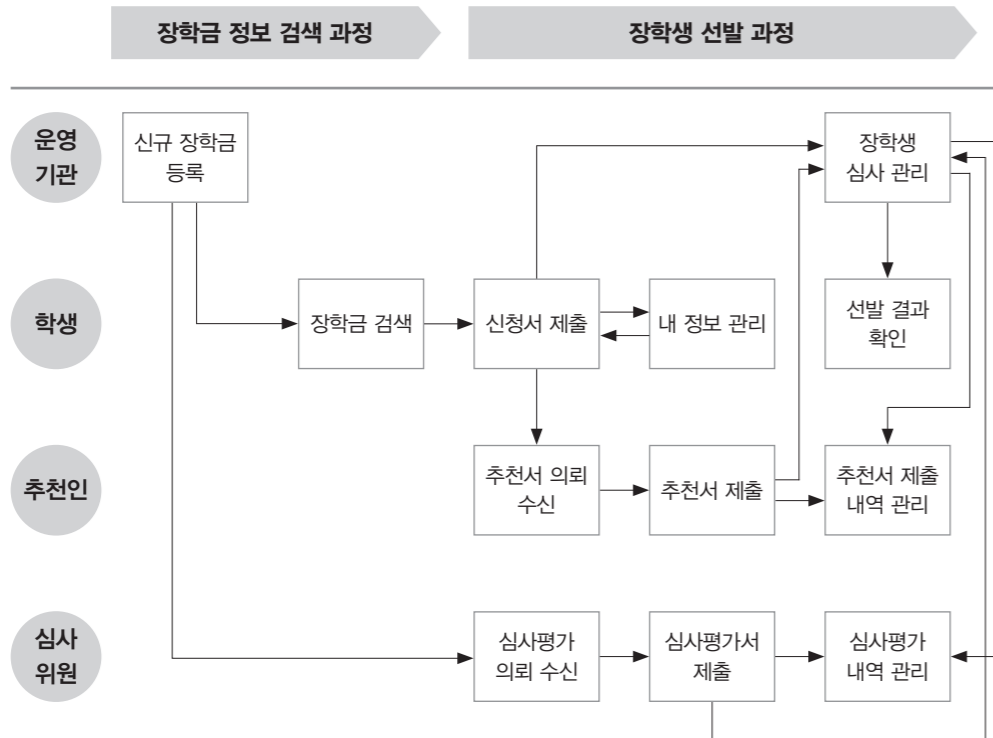 장학금 정보 검색 과정
장학생 선발 과정
운영
기관
신규 장학금
등록
장학생
심사 관리
학생
장학금 검색
신청서 제출
내 정보 관리
선발 결과
확인
추천인
추천서 의뢰
수신
추천서 제출
추천서 제출
내역 관리
심사
위원
심사평가
의뢰 수신
심사평가서
제출
심사평가
내역 관리